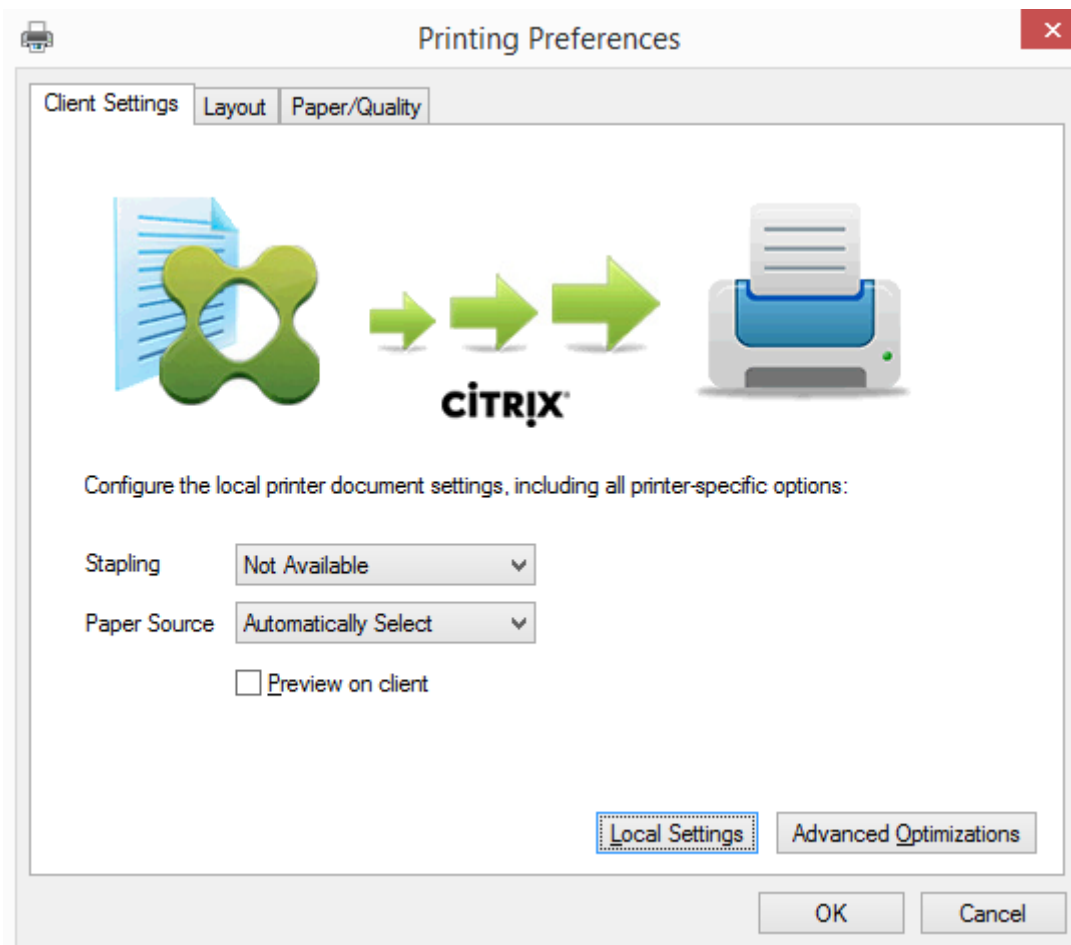 Printing Preferences
Client Settings
Layout
Paper/Quality
CITRIX
Configure the local printer document settings, including all printer-specific options:
Stapling
Not Available
Paper Source
Automatically Select
Preview on client
Local Settings
Advanced Optimizations
OK
Cancel